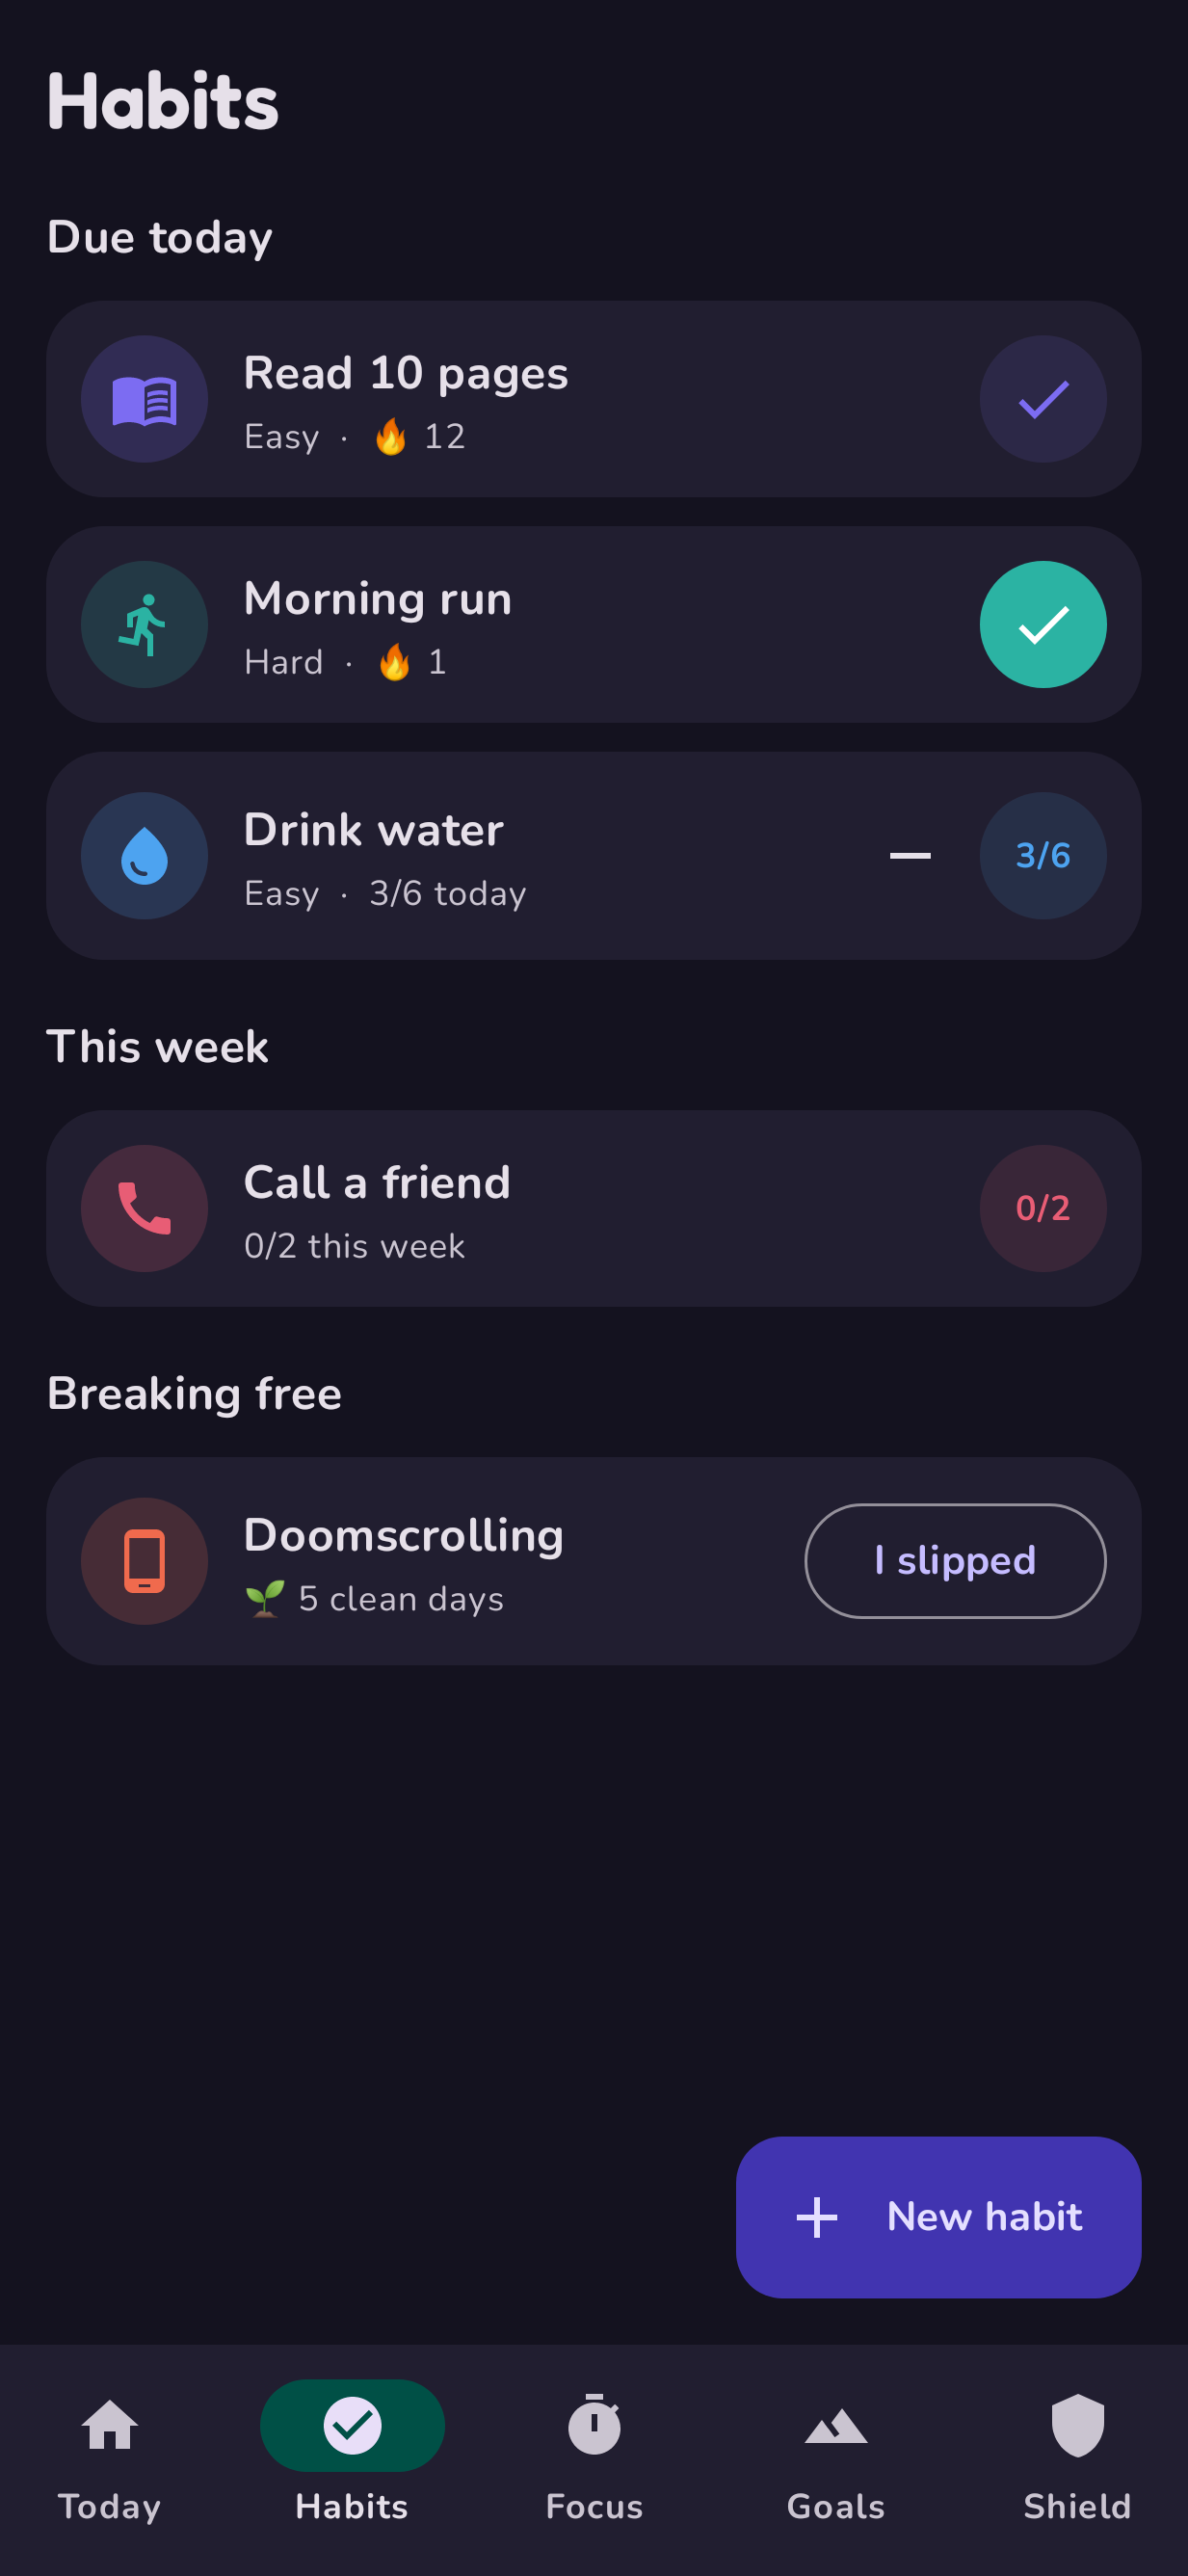 Habits
Due today
Read 10 pages
Easy · 🔥 12
Morning run
Hard · 🔥 1
Drink water
Easy · 3/6 today
3/6
This week
Call a friend
0/2 this week
0/2
Breaking free
Doomscrolling
🌱 5 clean days
I slipped
New habit
Today
Habits
Focus
Goals
Shield